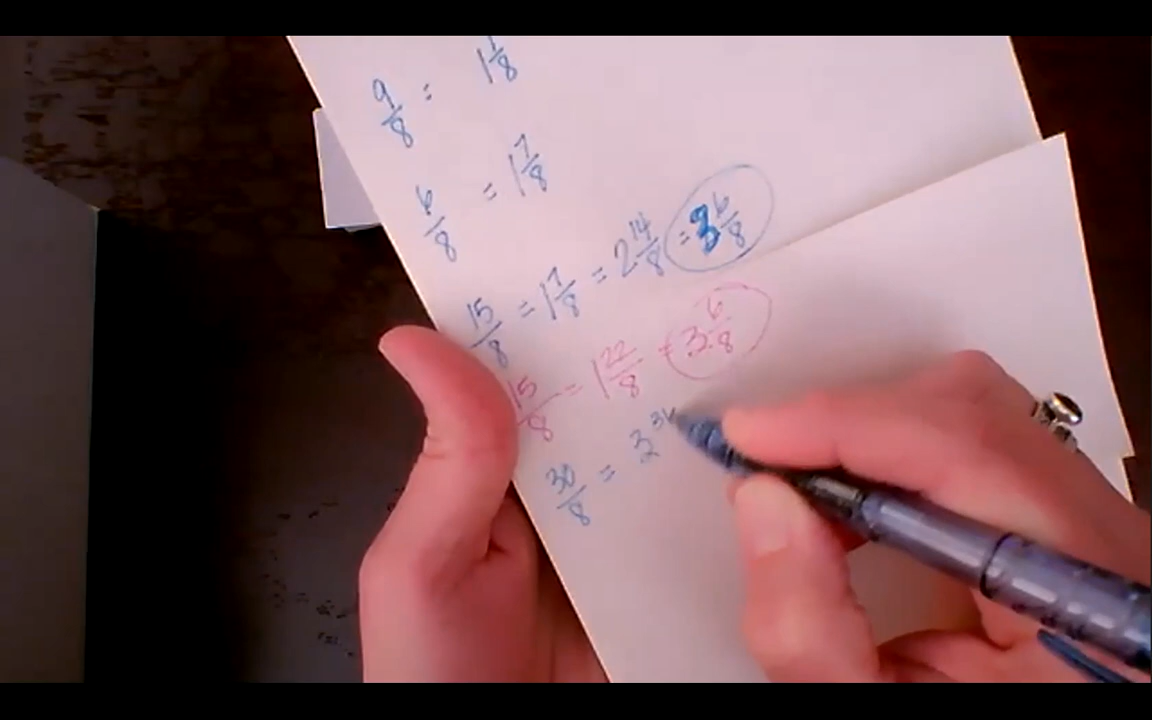 9/8 = 1 1/8
6/8 = 1 7/8
15/8 = 1 7/8 = 2 14/8 = 3 6/8
15/8 = 1 22/8 = 3 6/8
30/8 = 3